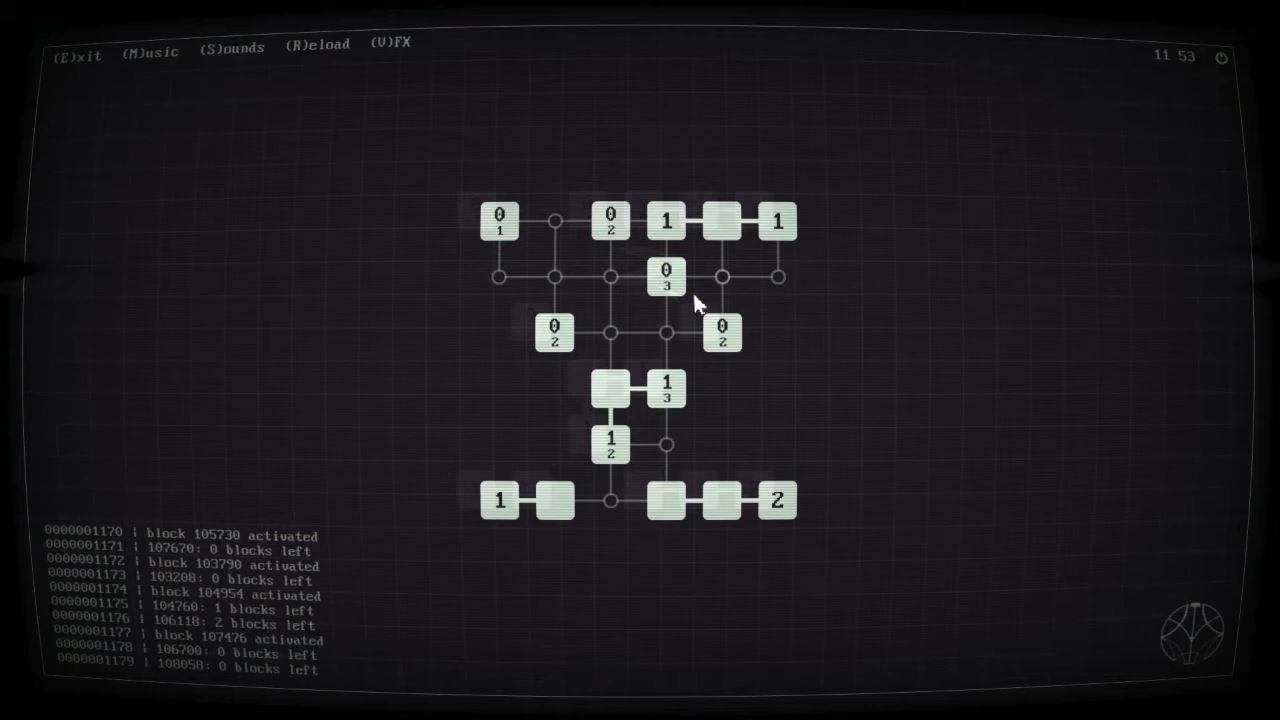 (E)xit (M)usic (S)ounds (R)eload (V)FX
11 53
0 0 1 1
1 2
0
3
0 0
2 2
1
3
1
2
1 2
0000001170 | block 105730 activated
0000001171 | 107670: 0 blocks left
0000001172 | block 103790 activated
0000001173 | 103208: 0 blocks left
0000001174 | block 104954 activated
0000001175 | 104760: 1 blocks left
0000001176 | 106118: 2 blocks left
0000001177 | block 107476 activated
0000001178 | 106700: 0 blocks left
0000001179 | 108058: 0 blocks left